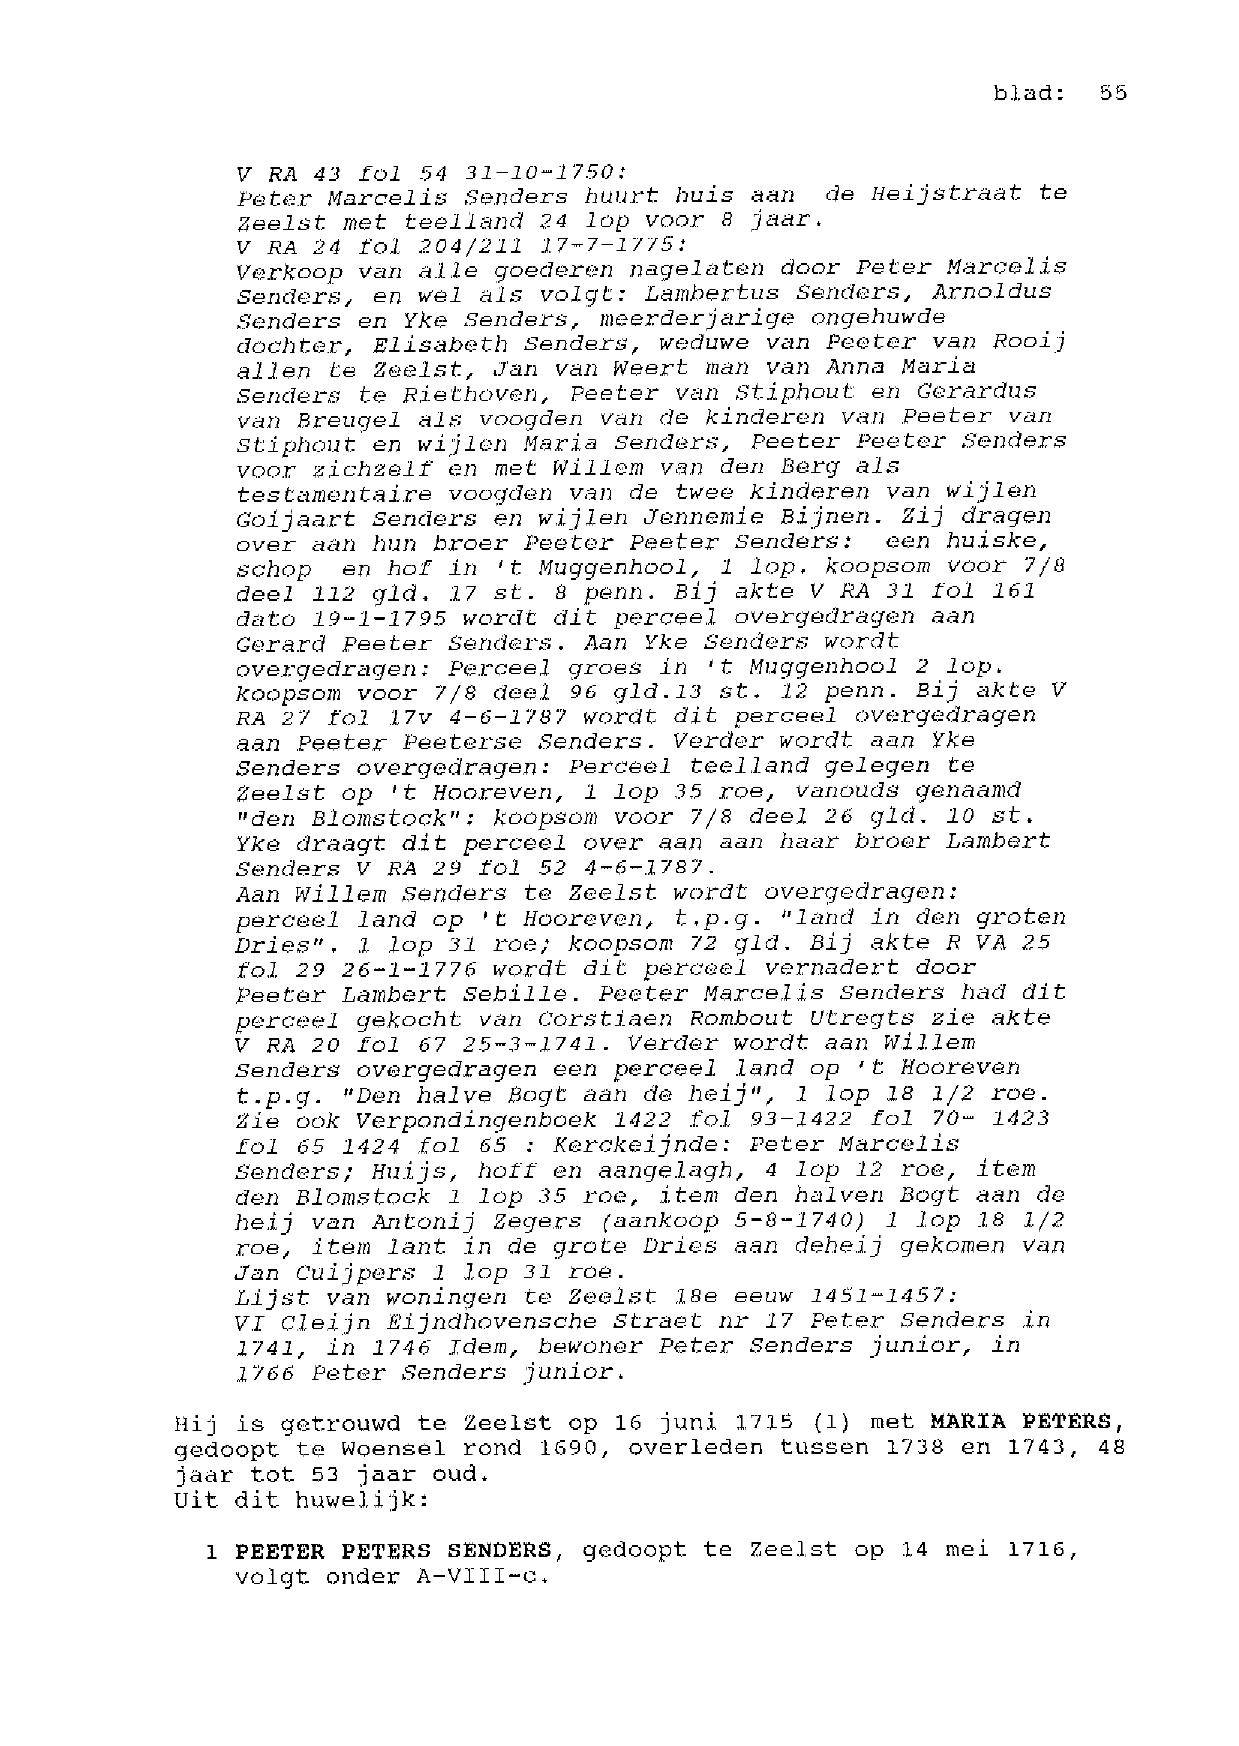 blad: 55
V RA 43 fol 54 31-10-1750:
Peter Marcelis Senders huurt huis aan de Heijstraat te
Zeelst met teelland 24 lop voor 8 jaar.
V RA 24 fol 204/211 17-7-1775:
Verkoop van alle goederen nagelaten door Peter Marcelis
Senders, en wel als volgt: Lambertus Senders, Arnoldus
Senders en Yke Senders, meerderjarige ongehuwde
dochter, Elisabeth Senders, weduwe van Peeter van Rooij
allen te Zeelst, Jan van Weert man van Anna Maria
Senders te Riethoven, Peeter van Stiphout en Gerardus
van Breugel als voogden van de kinderen van Peeter van
Stiphout en wijlen Maria Senders, Peeter Peeter Senders
voor zichzelf en met Willem van den Berg als
testamentaire voogden van de twee kinderen van wijlen
Goijaart Senders en wijlen Jennemie Bijnen. Zij dragen
over aan hun broer Peeter Peeter Senders: een huiske,
schop en hof in 't Muggenhool, 1 lop. koopsom voor 7/8
deel 112 gld. 17 st. 8 penn. Bij akte V RA 31 fol 161
dato 19-1-1795 wordt dit perceel overgedragen aan
Gerard Peeter Senders. Aan Yke Senders wordt
overgedragen: Perceel groes in 't Muggenhool 2 lop.
koopsom voor 7/8 deel 96 gld.13 st. 12 penn. Bij akte V
RA 27 fol 17v 4-6-1787 wordt dit perceel overgedragen
aan Peeter Peeterse Senders. Verder wordt aan Yke
Senders overgedragen: Perceel teelland gelegen te
Zeelst op 't Hooreven, 1 lop 35 roe, vanouds genaamd
"den Blomstock": koopsom voor 7/8 deel 26 gld. 10 st.
Yke draagt dit perceel over aan aan haar broer Lambert
Senders V RA 29 fol 52 4-6-1787.
Aan Willem Senders te Zeelst wordt overgedragen:
perceel land op 't Hooreven, t.p.g. "land in den groten
Dries". 1 lop 31 roe; koopsom 72 gld. Bij akte R VA 25
fol 29 26-1-1776 wordt dit perceel vernadert door
Peeter Lambert Sebille. Peeter Marcelis Senders had dit
perceel gekocht van Corstiaen Rombout Utregts zie akte
V RA 20 fol 67 25-3-1741. Verder wordt aan Willem
Senders overgedragen een perceel land op 't Hooreven
t.p.g. "Den halve Bogt aan de heij", 1 lop 18 1/2 roe.
Zie ook Verpondingenboek 1422 fol 93-1422 fol 70- 1423
fol 65 1424 fol 65 : Kerckeijnde: Peter Marcelis
Senders; Huijs, hoff en aangelagh, 4 lop 12 roe, item
den Blomstock 1 lop 35 roe, item den halven Bogt aan de
heij van Antonij Zegers (aankoop 5-8-1740) 1 lop 18 1/2
roe, item lant in de grote Dries aan deheij gekomen van
Jan Cuijpers 1 lop 31 roe.
Lijst van woningen te Zeelst 18e eeuw 1451-1457:
VI Cleijn Eijndhovensche Straet nr 17 Peter Senders in
1741, in 1746 Idem, bewoner Peter Senders junior, in
1766 Peter Senders junior.
Hij is getrouwd te Zeelst op 16 juni 1715 (1) met MARIA PETERS,
gedoopt te Woensel rond 1690, overleden tussen 1738 en 1743, 48
jaar tot 53 jaar oud.
Uit dit huwelijk:
1 PEETER PETERS SENDERS, gedoopt te Zeelst op 14 mei 1716,
volgt onder A-VIII-c.